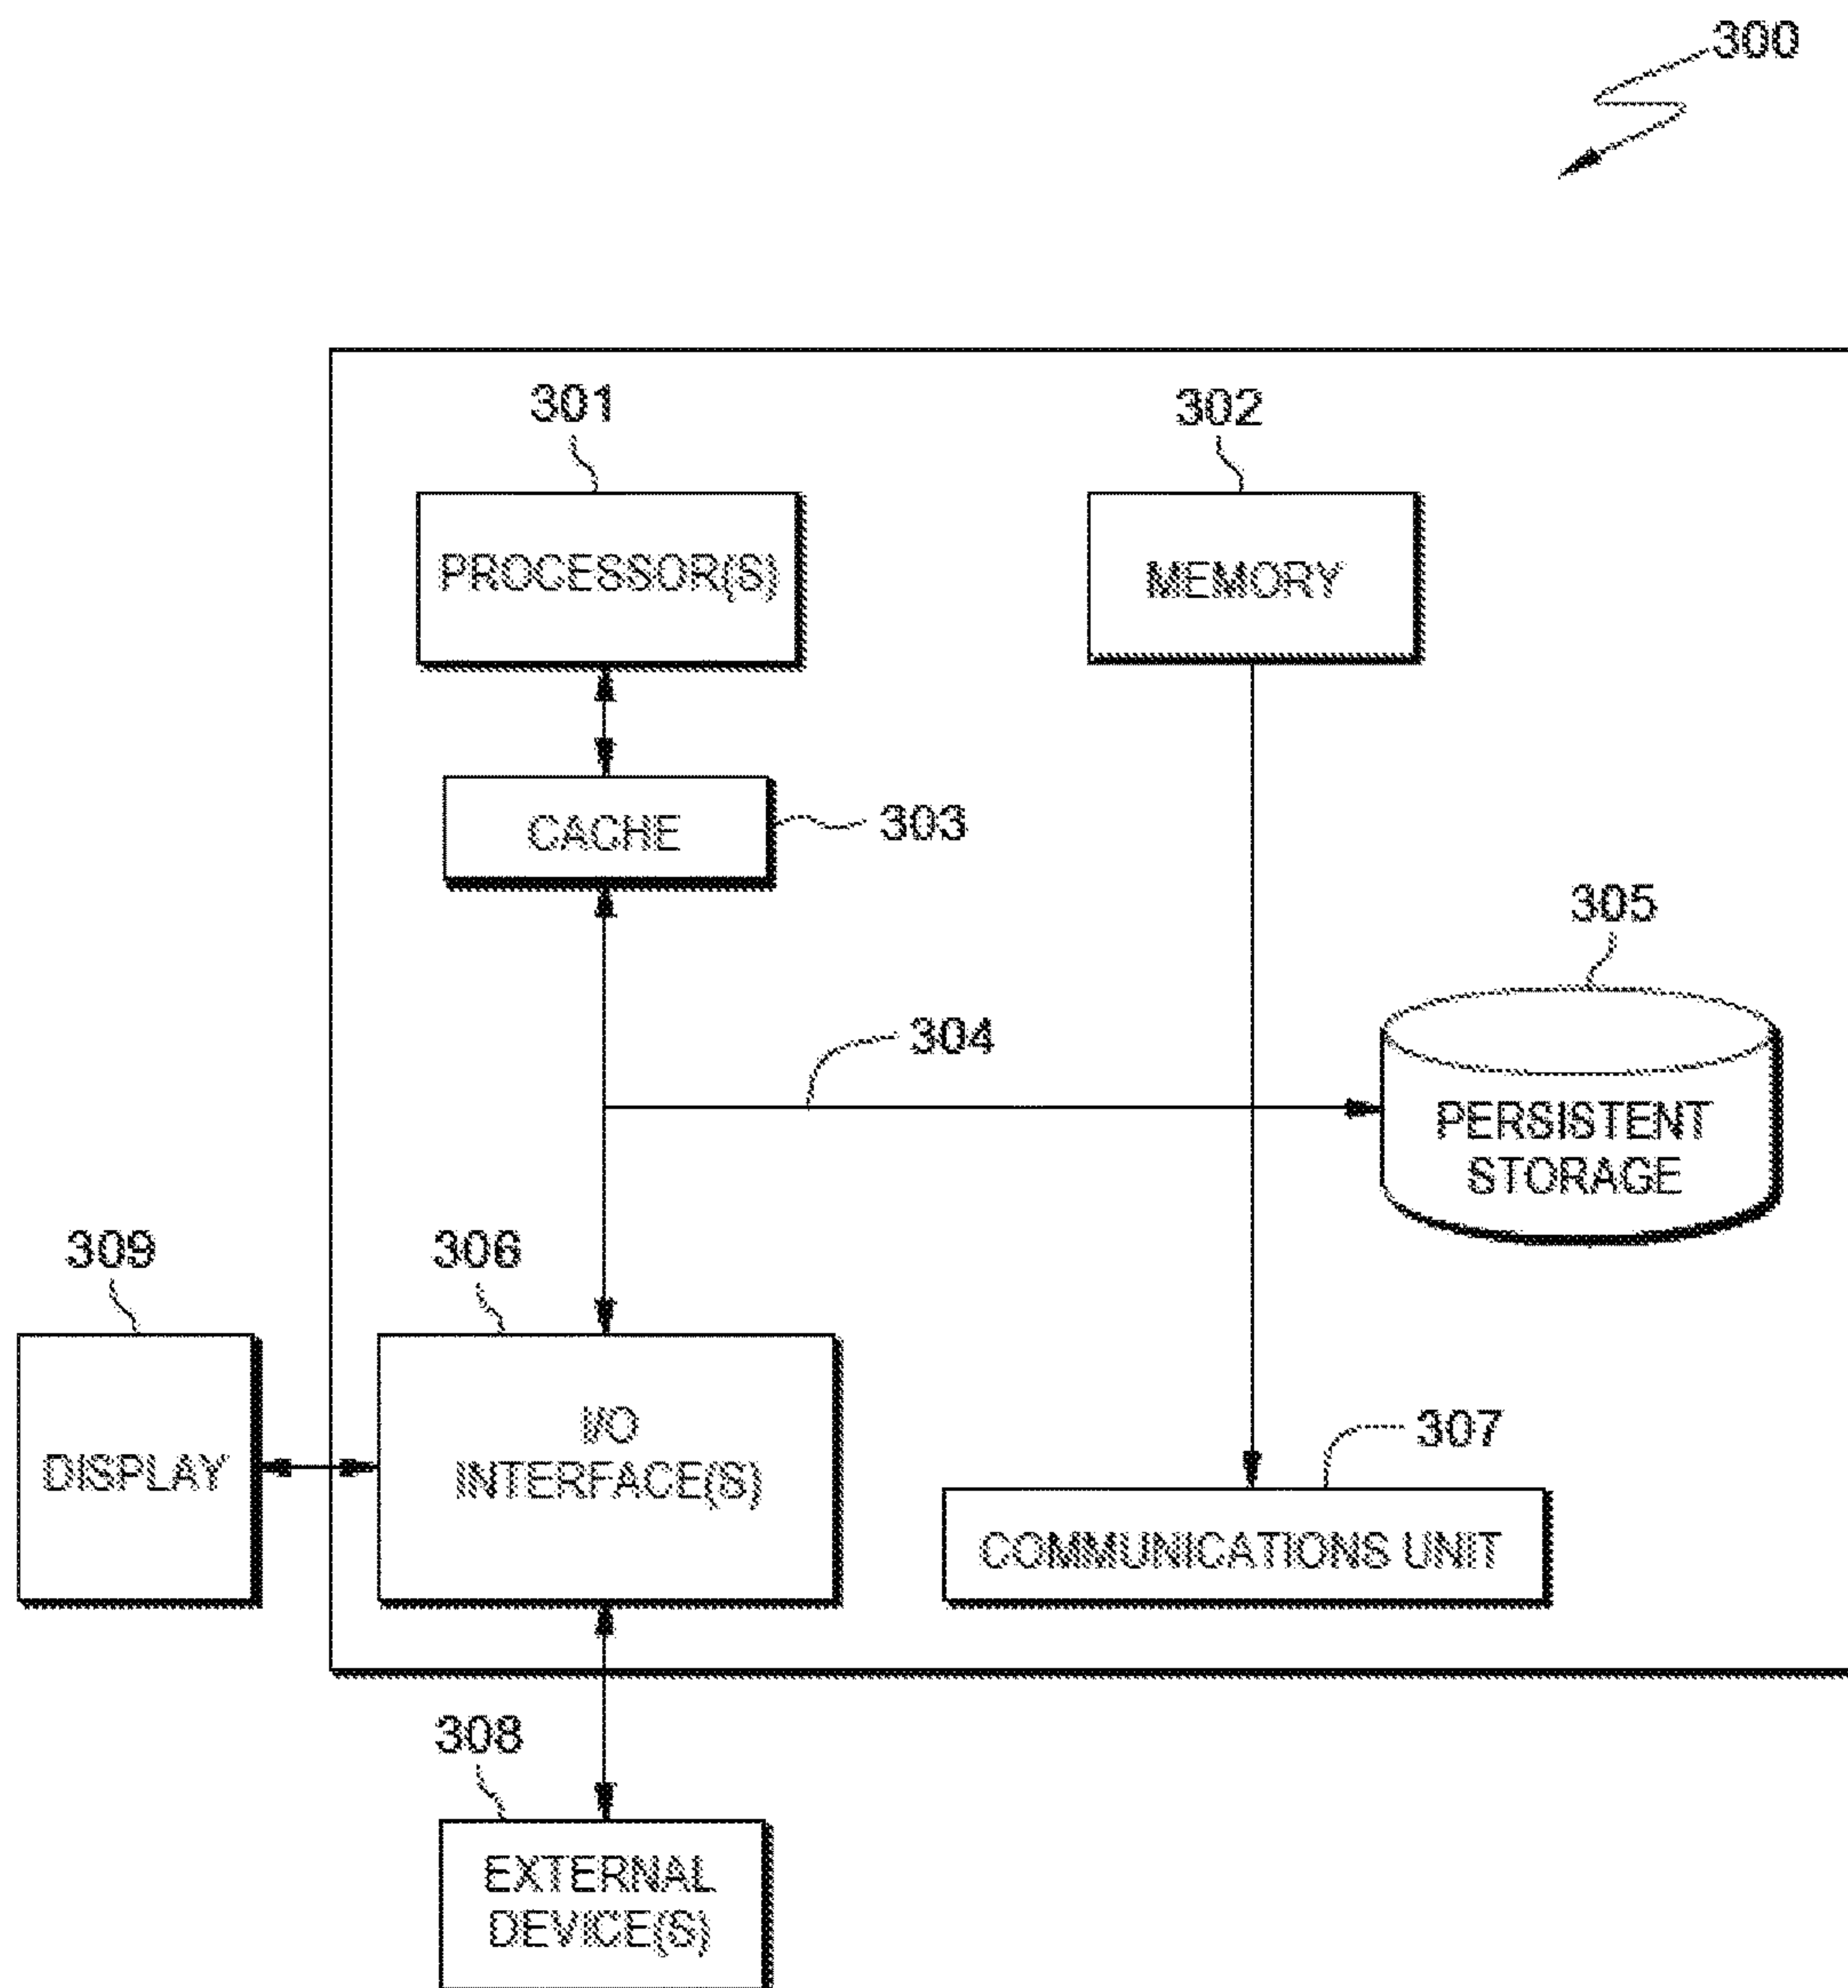 300
301
302
PROCESSOR(S)
MEMORY
CACHE
303
305
304
PERSISTENT
STORAGE
309
306
DISPLAY
I/O
INTERFACE(S)
307
COMMUNICATIONS UNIT
308
EXTERNAL
DEVICE(S)